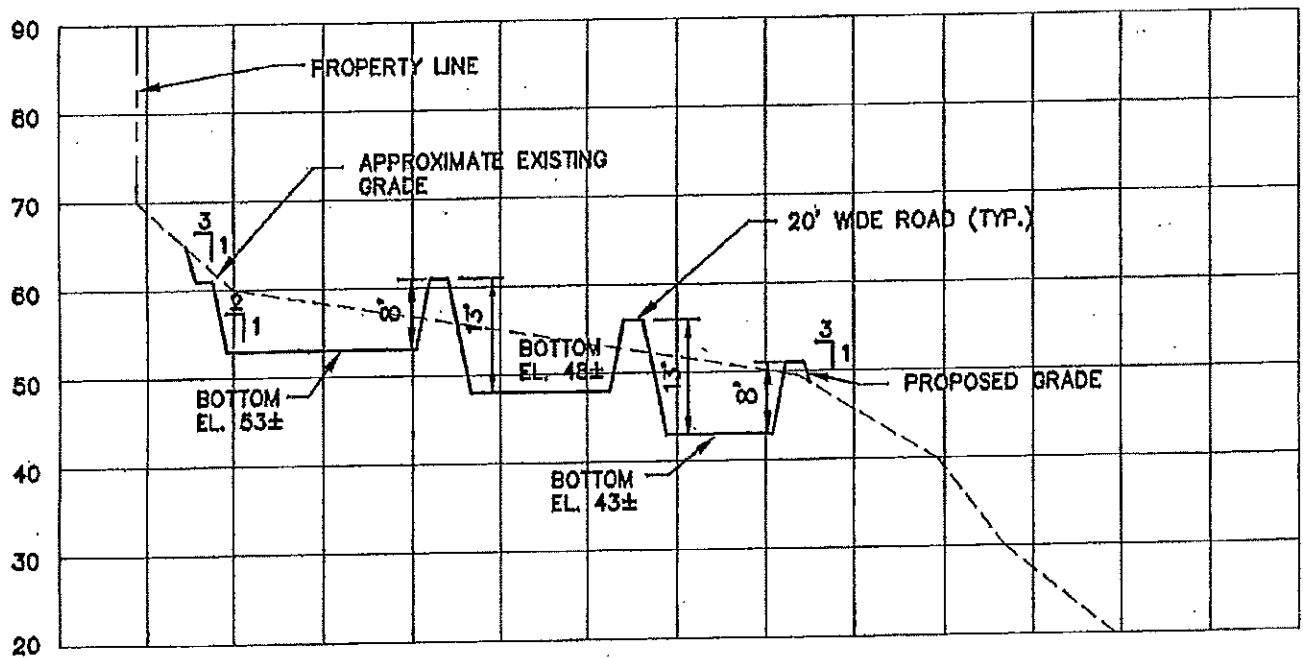 90
PROPERTY LINE
80
APPROXIMATE EXISTING
GRADE
70
3
1
20' WIDE ROAD (TYP.)
60
2
1
8'
13'
BOTTOM
EL. 48±
13'
3
1
8'
PROPOSED GRADE
50
BOTTOM
EL. 53±
40
BOTTOM
EL. 43±
30
20